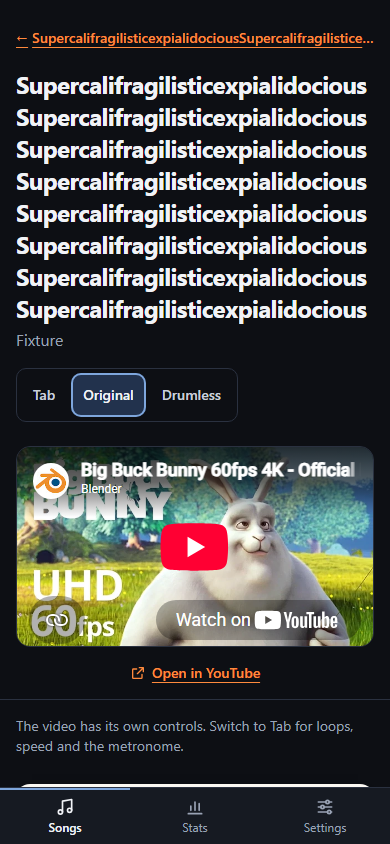 ← SupercalifragilisticexpialidociousSupercalifragilistice...
Supercalifragilisticexpialidocious
Supercalifragilisticexpialidocious
Supercalifragilisticexpialidocious
Supercalifragilisticexpialidocious
Supercalifragilisticexpialidocious
Supercalifragilisticexpialidocious
Supercalifragilisticexpialidocious
Supercalifragilisticexpialidocious
Fixture
Tab Original Drumless
Big Buck Bunny 60fps 4K - Official
Blender
BUNNY
UHD
60fps
Watch on YouTube
Open in YouTube
The video has its own controls. Switch to Tab for loops,
speed and the metronome.
Songs Stats Settings